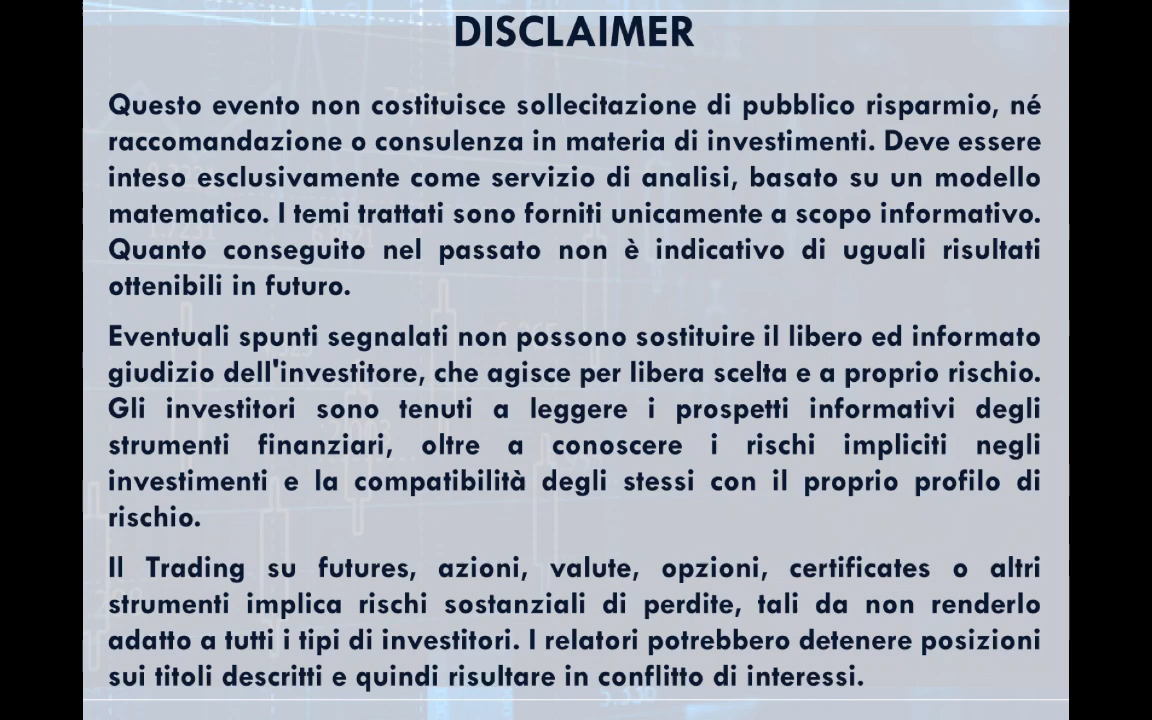 DISCLAIMER
Questo evento non costituisce sollecitazione di pubblico risparmio, né
raccomandazione o consulenza in materia di investimenti. Deve essere
inteso esclusivamente come servizio di analisi, basato su un modello
matematico. I temi trattati sono forniti unicamente a scopo informativo.
Quanto conseguito nel passato non è indicativo di uguali risultati
ottenibili in futuro.
Eventuali spunti segnalati non possono sostituire il libero ed informato
giudizio dell'investitore, che agisce per libera scelta e a proprio rischio.
Gli investitori sono tenuti a leggere i prospetti informativi degli
strumenti finanziari, oltre a conoscere i rischi impliciti negli
investimenti e la compatibilità degli stessi con il proprio profilo di
rischio.
Il Trading su futures, azioni, valute, opzioni, certificates o altri
strumenti implica rischi sostanziali di perdite, tali da non renderlo
adatto a tutti i tipi di investitori. I relatori potrebbero detenere posizioni
sui titoli descritti e quindi risultare in conflitto di interessi.